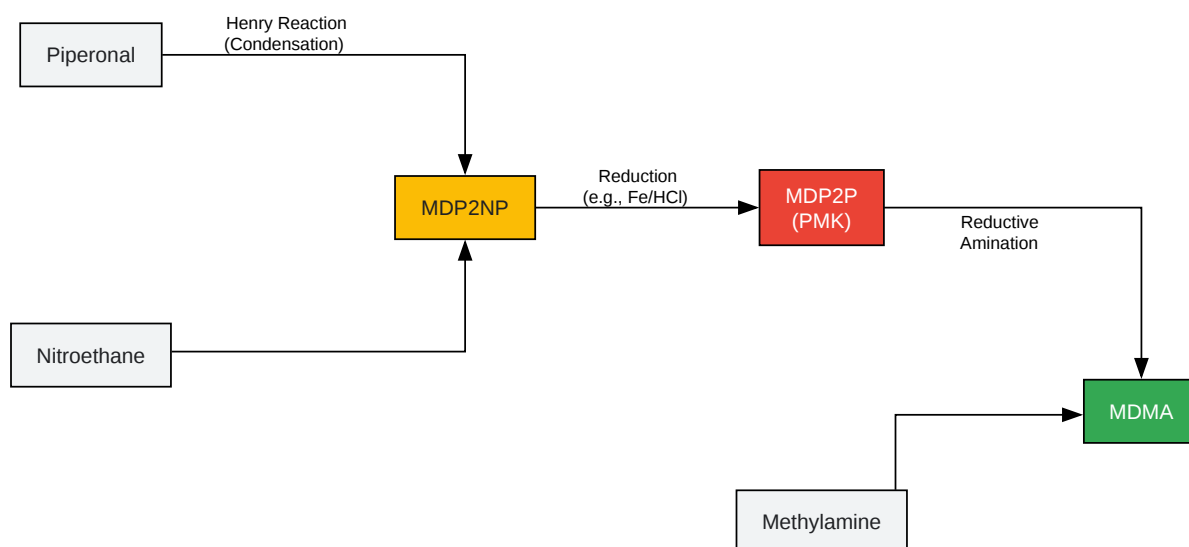 Henry Reaction
(Condensation)
Piperonal
Reduction
(e.g., Fe/HCl)
MDP2NP
MDP2P
(PMK)
Reductive
Amination
Nitroethane
MDMA
Methylamine